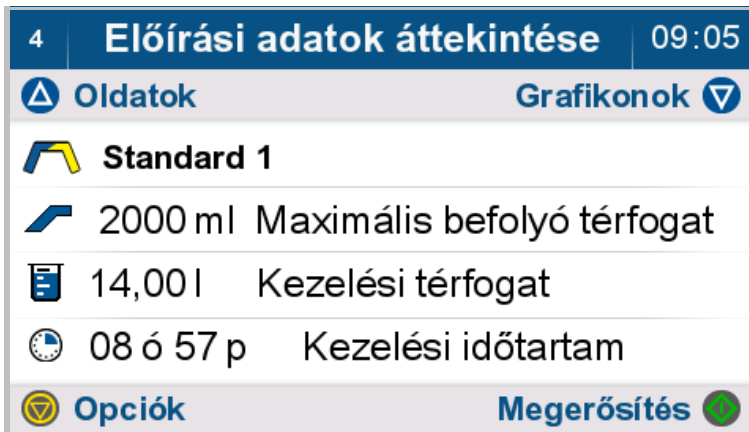 4 Előírási adatok áttekintése 09:05
Oldatok Grafikonok
Standard 1
2000 ml Maximális befolyó térfogat
14,00 l Kezelési térfogat
08 ó 57 p Kezelési időtartam
Opciók Megerősítés